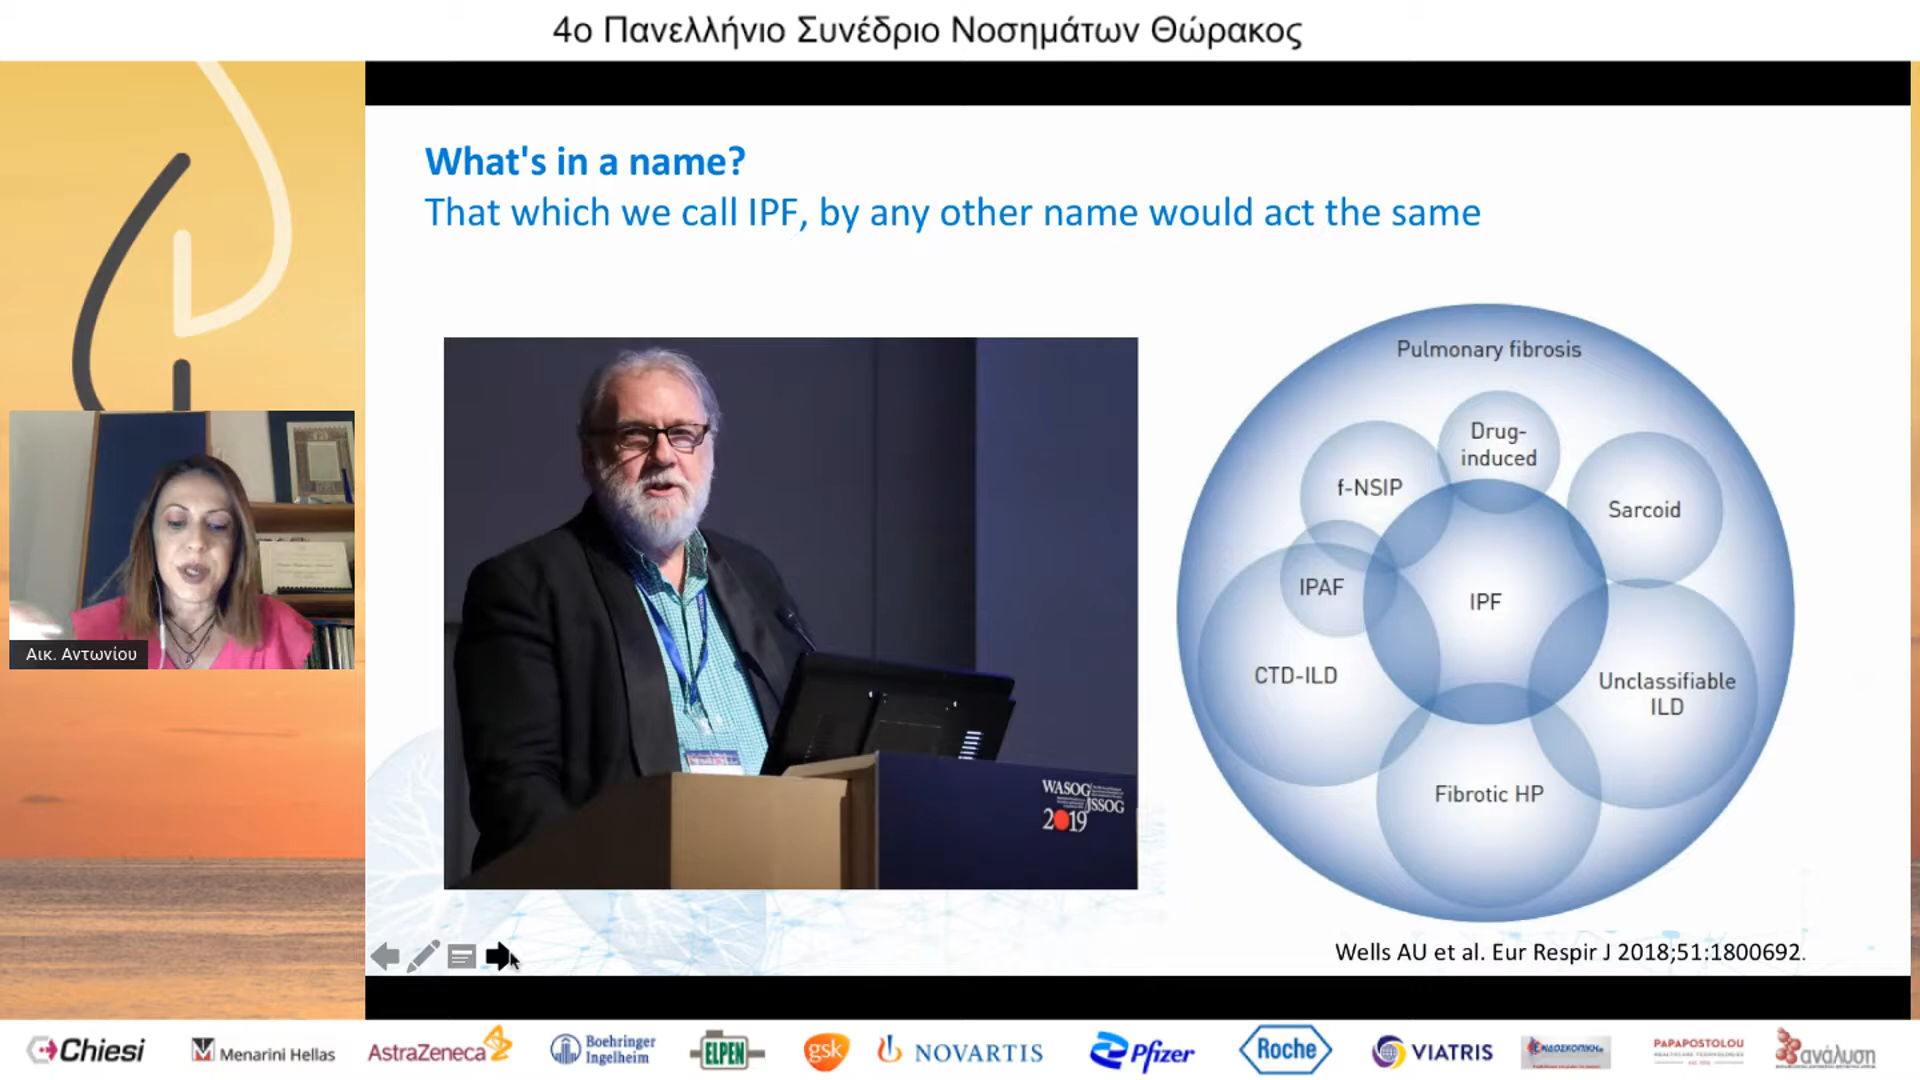 4ο Πανελλήνιο Συνέδριο Νοσημάτων Θώρακος
What's in a name?
That which we call IPF, by any other name would act the same
Pulmonary fibrosis
Drug-
induced
f-NSIP
Sarcoid
IPAF
IPF
CTD-ILD
Unclassifiable
ILD
Fibrotic HP
WASOG
JSSOG
2019
Αικ. Αντωνίου
Wells AU et al. Eur Respir J 2018;51:1800692.
Chiesi
Menarini Hellas
AstraZeneca
Boehringer
Ingelheim
ELPEN
gsk
NOVARTIS
Pfizer
Roche
VIATRIS
ΕΝΔΟΣΚΟΠΙΚΗ
PAPAPOSTOLOU
HEALTHCARE TECHNOLOGIES
ανάλυση